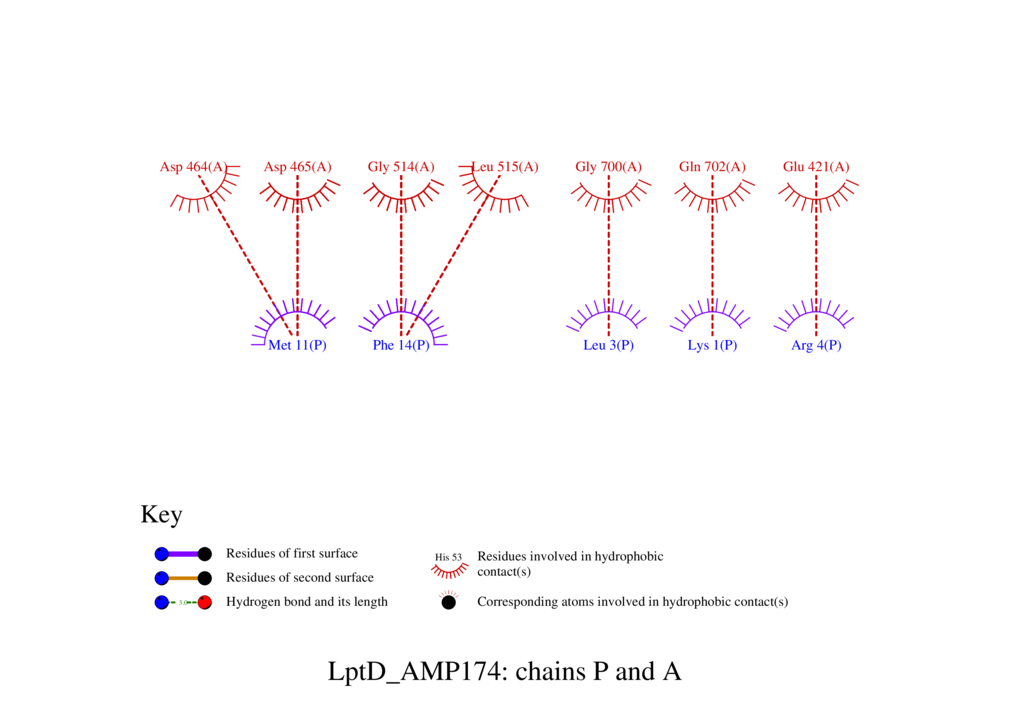 Asp 464(A) Asp 465(A) Gly 514(A) Leu 515(A) Gly 700(A) Gln 702(A) Glu 421(A)
Met 11(P) Phe 14(P) Leu 3(P) Lys 1(P) Arg 4(P)
Key
Residues of first surface
Residues of second surface
3.0
Hydrogen bond and its length
His 53
Residues involved in hydrophobic
contact(s)
Corresponding atoms involved in hydrophobic contact(s)
LptD_AMP174: chains P and A